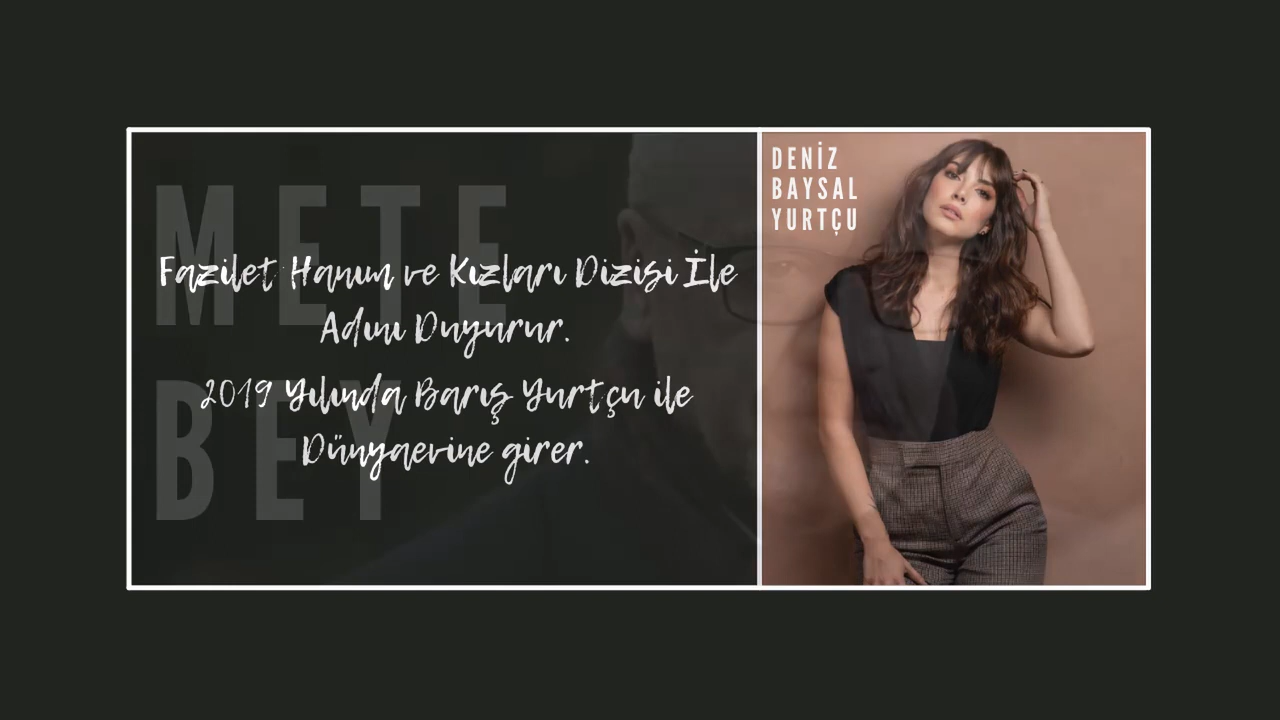 METE
BEY
Fazilet Hanım ve Kızları Dizisi İle
Adını Duyurur.
2019 Yılında Barış Yurtçu ile
Dünyaevine girer.
DENİZ
BAYSAL
YURTÇU